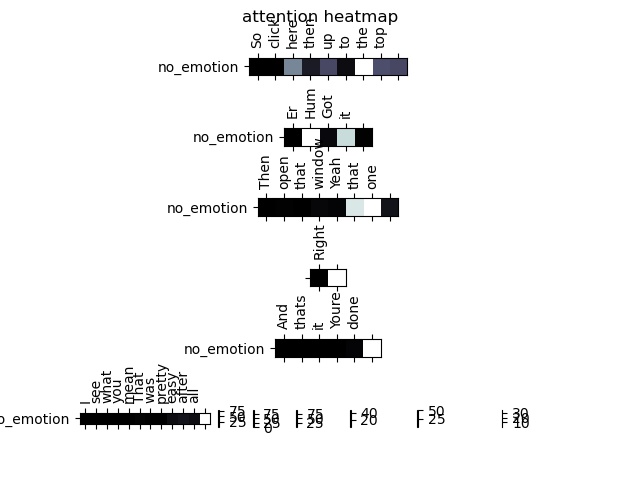 attention heatmap
So click here then up to the top
no_emotion
Er Hum Got it
no_emotion
Then open that window Yeah that one
no_emotion
Right
And thats it Youre done
no_emotion
I see what you mean That was pretty easy after all
o_emotion
75 75 75 40 50 30
50 50 50 20 25 20
25 25 25 10
0